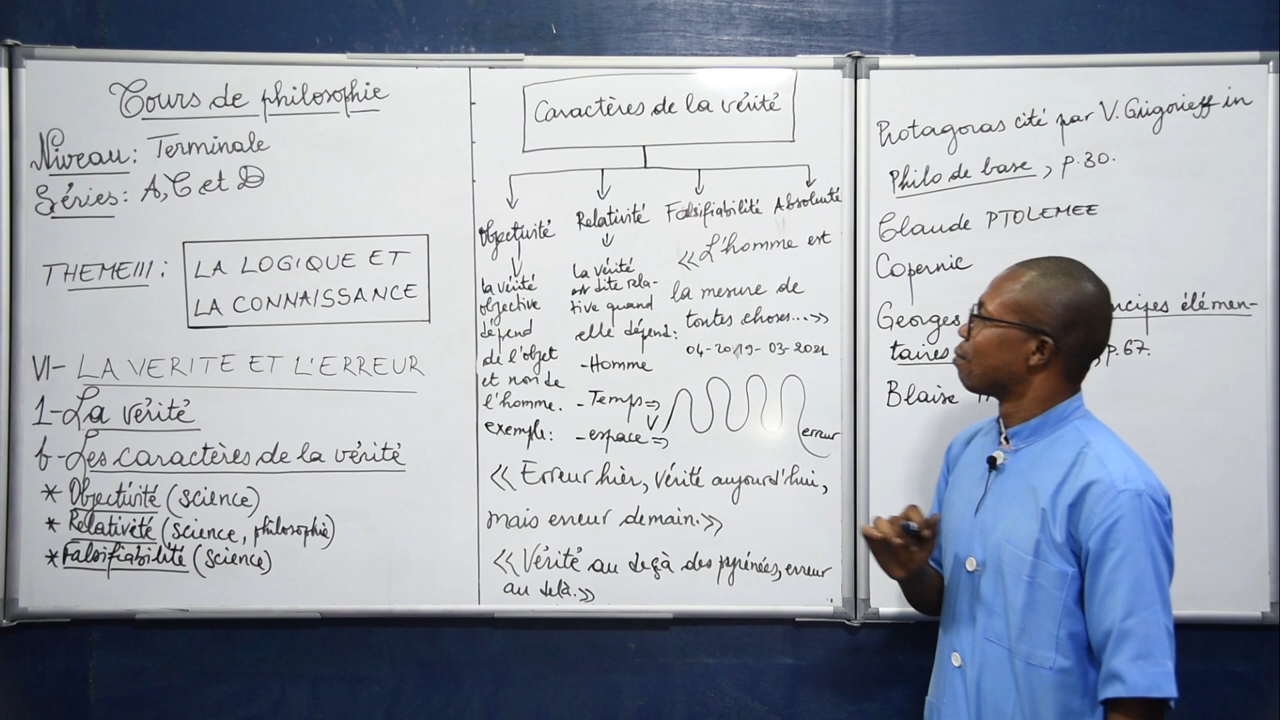 Cours de philosophie
Niveau: Terminale
Séries: A, C et D
THEME III: LA LOGIQUE ET
LA CONNAISSANCE
VI- LA VERITE ET L'ERREUR
1- La vérité
b- Les caractères de la vérité
* Objectivité (science)
* Relativité (science, philosophie)
* Falsifiabilité (science)
Caractères de la vérité
Objectivité
la vérité
objective
dépend
de l'objet
et non de
l'homme.
exemple:
Relativité
la vérité
est dite rela-
tive quand
elle dépend:
- Homme
- Temps =>
- espace =>
Falsifiabilité
Absoluité
<< L'homme est
la mesure de
toutes choses...>>
04-2019-03-2021
erreur
<< Erreur hier, vérité aujourd'hui,
mais erreur demain.>>
<< Vérité au deçà des pyrénées, erreur
au delà.>>
Protagoras cité par V. Grigorieff in
Philo de base, p.30.
Claude PTOLEMEE
Copernic
Georges ncipes élémen-
taires p.67.
Blaise